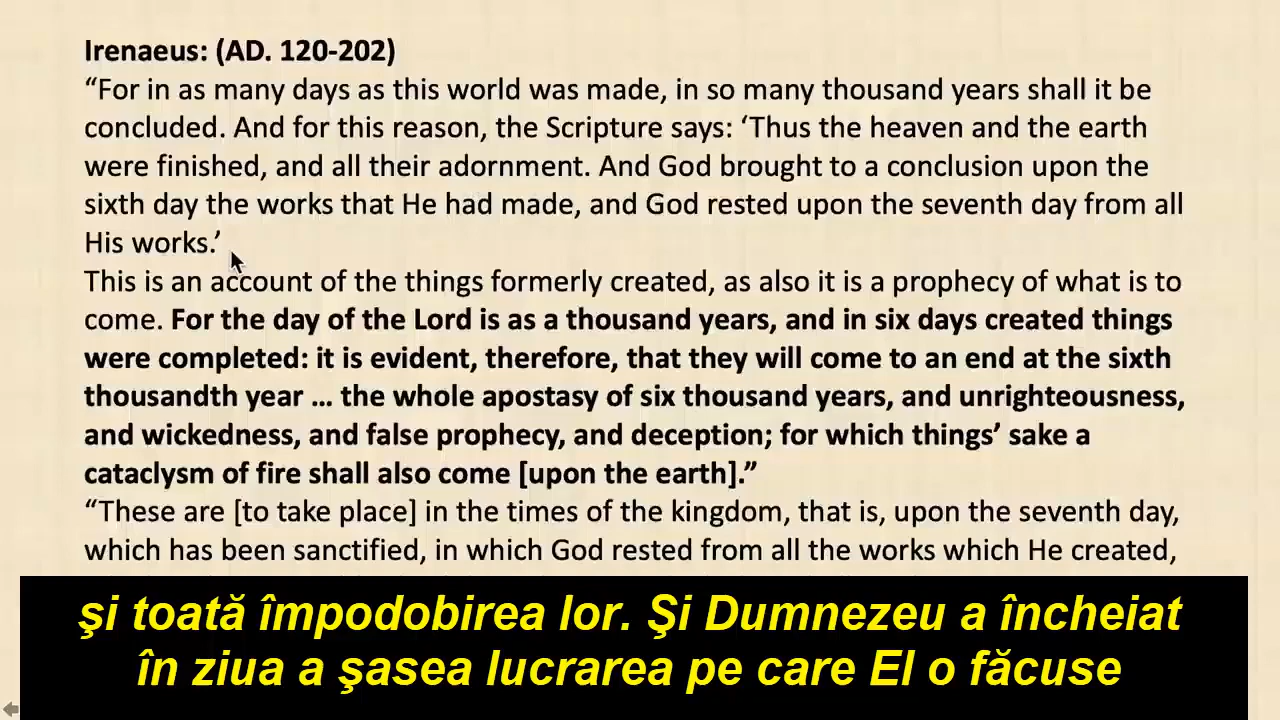 Irenaeus: (AD. 120-202)
“For in as many days as this world was made, in so many thousand years shall it be
concluded. And for this reason, the Scripture says: ‘Thus the heaven and the earth
were finished, and all their adornment. And God brought to a conclusion upon the
sixth day the works that He had made, and God rested upon the seventh day from all
His works.’
This is an account of the things formerly created, as also it is a prophecy of what is to
come. For the day of the Lord is as a thousand years, and in six days created things
were completed: it is evident, therefore, that they will come to an end at the sixth
thousandth year … the whole apostasy of six thousand years, and unrighteousness,
and wickedness, and false prophecy, and deception; for which things’ sake a
cataclysm of fire shall also come [upon the earth].”
“These are [to take place] in the times of the kingdom, that is, upon the seventh day,
which has been sanctified, in which God rested from all the works which He created,
şi toată împodobirea lor. Şi Dumnezeu a încheiat
în ziua a şasea lucrarea pe care El o făcuse